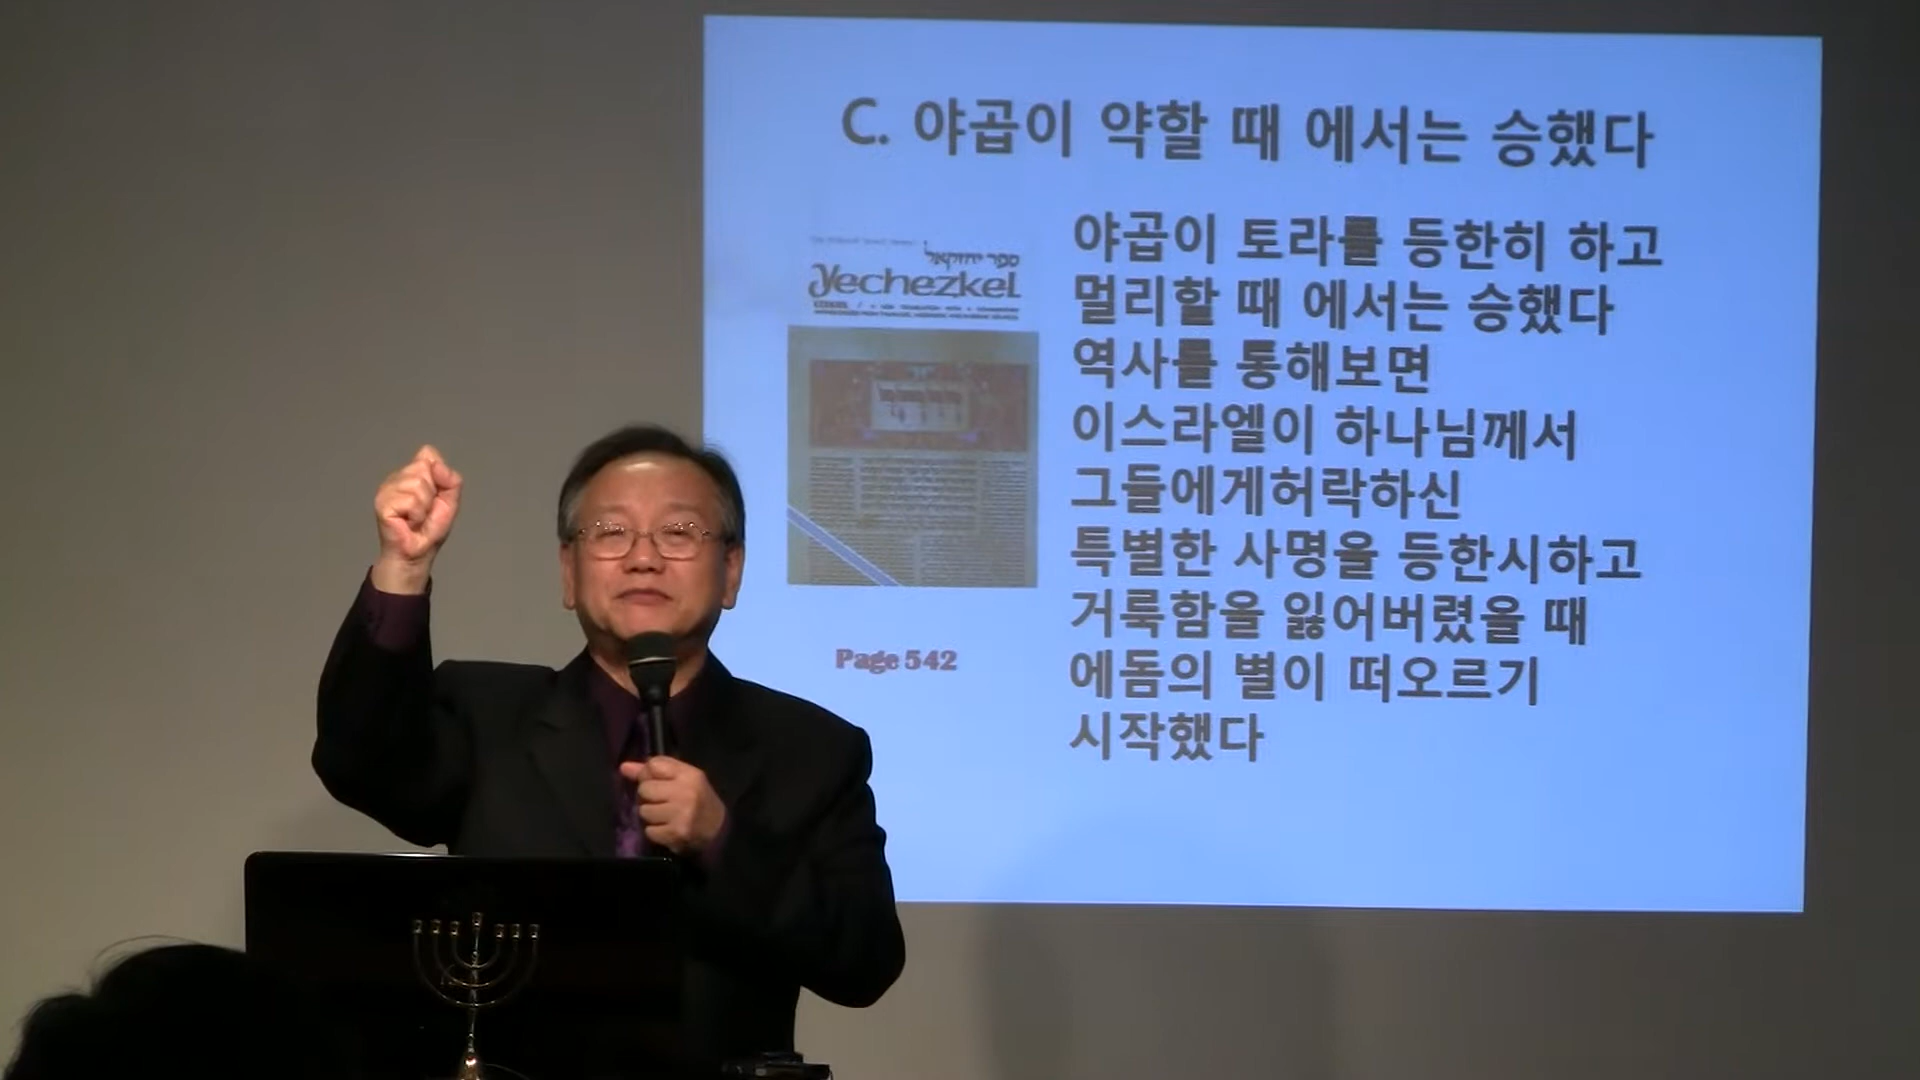 C. 야곱이 약할 때 에서는 승했다
ספר יחזקאל
Yechezkel
야곱이 토라를 등한히 하고
멀리할 때 에서는 승했다
역사를 통해보면
이스라엘이 하나님께서
그들에게허락하신
특별한 사명을 등한시하고
거룩함을 잃어버렸을 때
에돔의 별이 떠오르기
시작했다
Page 542